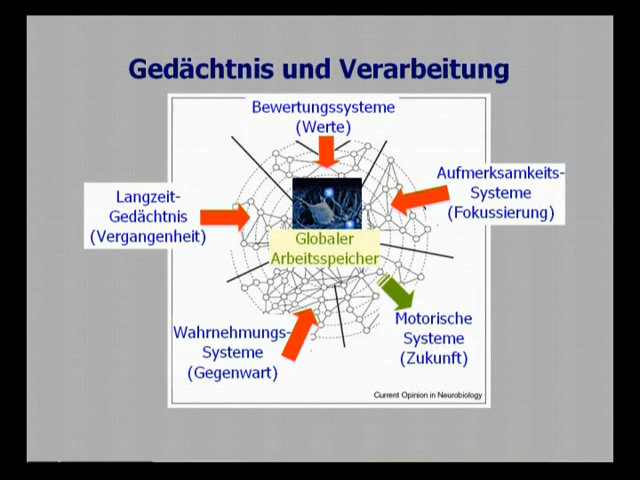 Gedächtnis und Verarbeitung
Bewertungssysteme
(Werte)
Aufmerksamkeits-
Systeme
(Fokussierung)
Langzeit-
Gedächtnis
(Vergangenheit)
Globaler
Arbeitsspeicher
Motorische
Systeme
(Zukunft)
Wahrnehmungs-
Systeme
(Gegenwart)
Current Opinion in Neurobiology